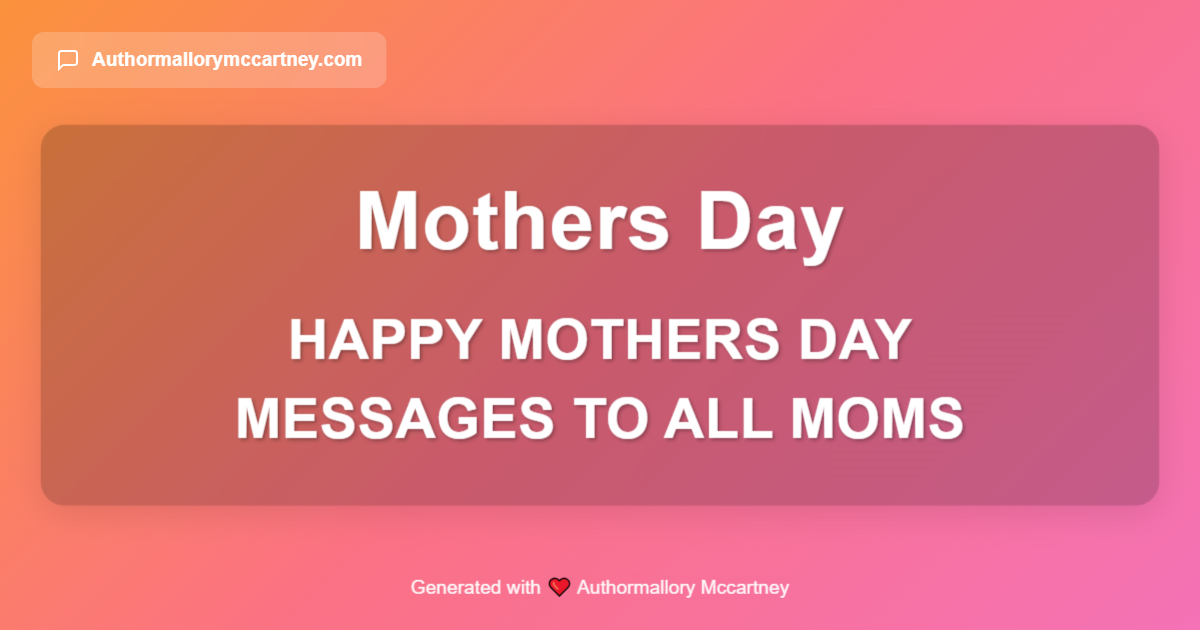 Authormallorymccartney.com
Mothers Day
HAPPY MOTHERS DAY
MESSAGES TO ALL MOMS
Generated with ❤️ Authormallory Mccartney